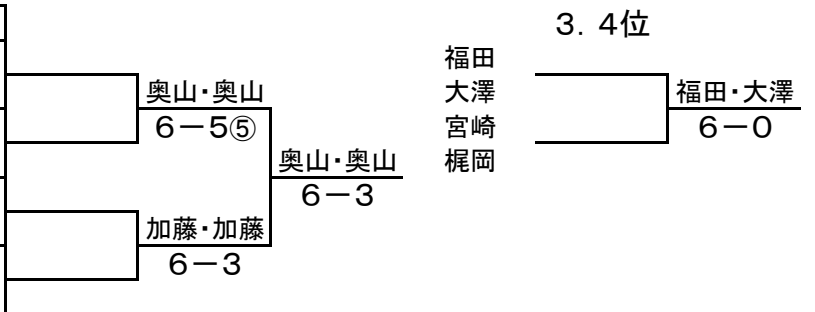 3．4位
福田
大澤
宮崎
梶岡
福田・大澤
6－0
奥山・奥山
6－5⑤
奥山・奥山
6－3
加藤・加藤
6－3